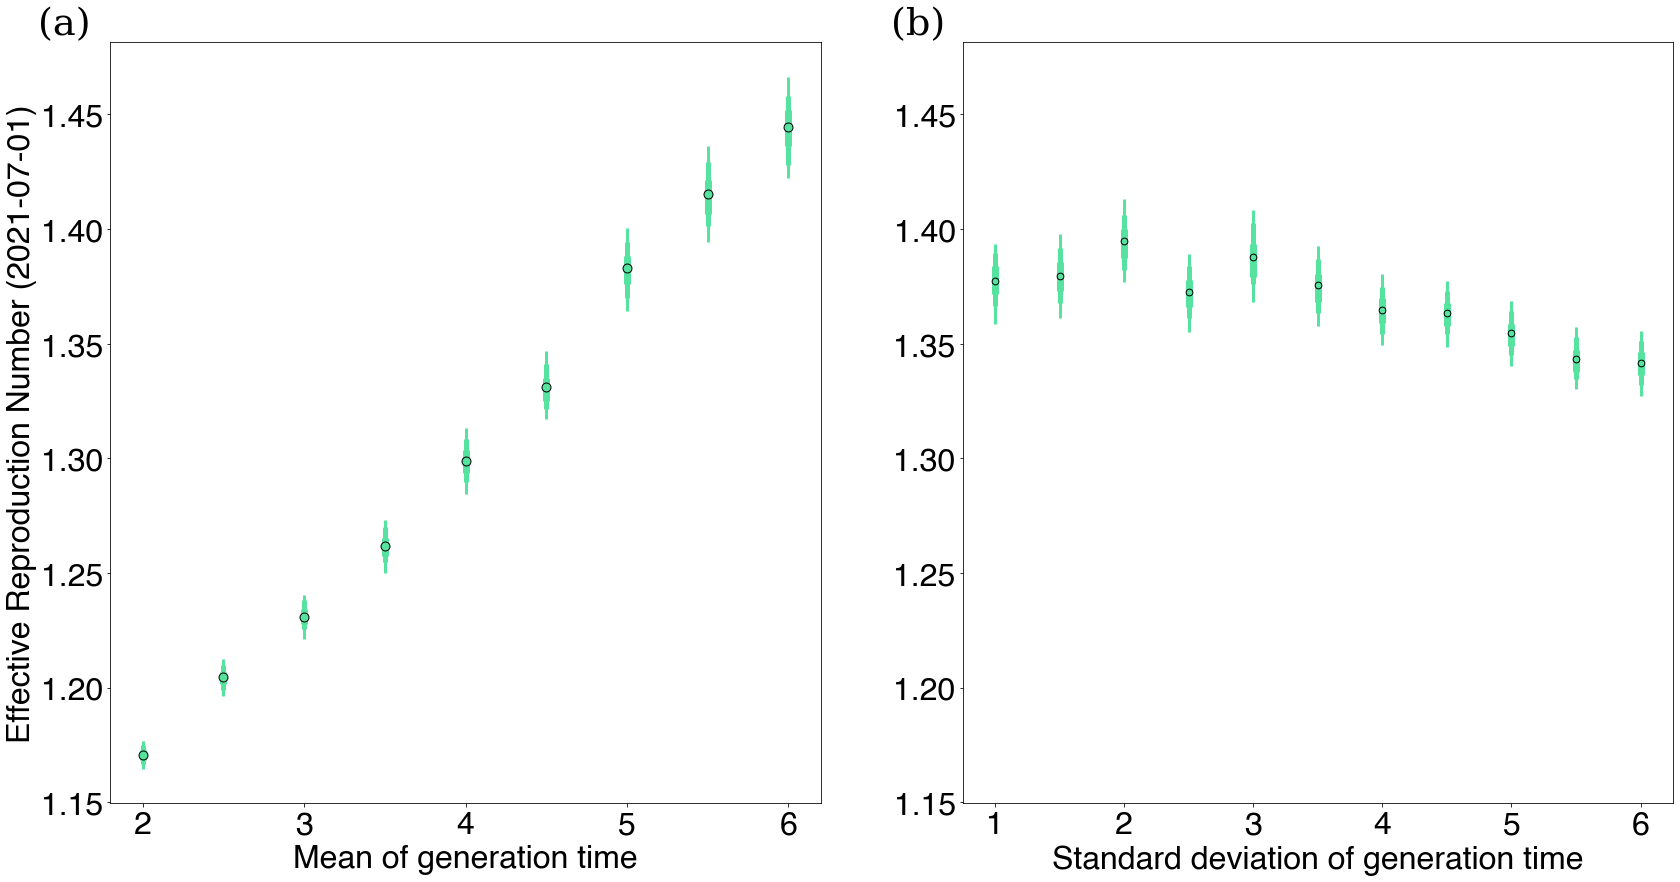 (a)
Effective Reproduction Number (2021-07-01)
1.45
1.40
1.35
1.30
1.25
1.20
1.15
2 3 4 5 6
Mean of generation time
(b)
1.45
1.40
1.35
1.30
1.25
1.20
1.15
1 2 3 4 5 6
Standard deviation of generation time